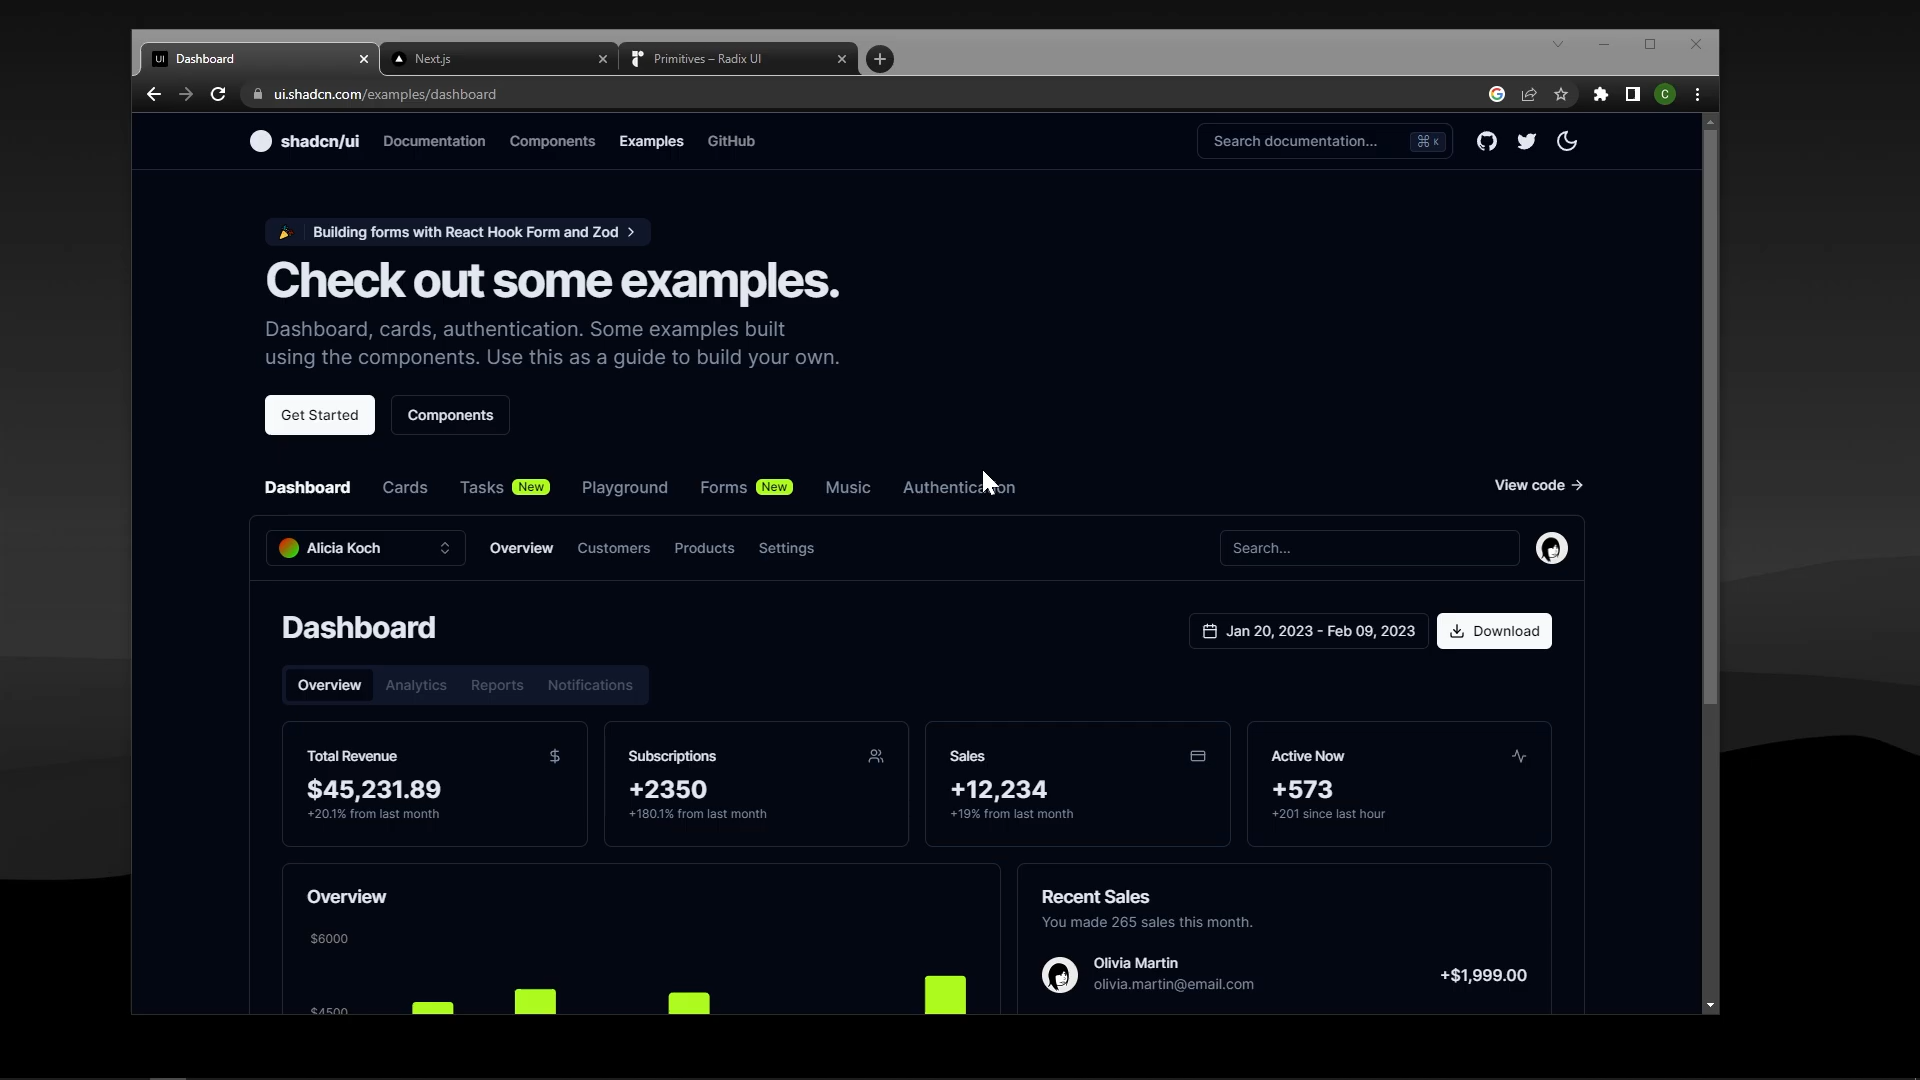 UI Dashboard
Next.js
Primitives – Radix UI
ui.shadcn.com/examples/dashboard
C
shadcn/ui Documentation Components Examples GitHub
Search documentation... ⌘ K
Building forms with React Hook Form and Zod
Check out some examples.
Dashboard, cards, authentication. Some examples built
using the components. Use this as a guide to build your own.
Get Started
Components
Dashboard Cards Tasks New Playground Forms New Music Authentication
View code →
Alicia Koch
Overview Customers Products Settings
Search...
Dashboard
Jan 20, 2023 - Feb 09, 2023
Download
Overview Analytics Reports Notifications
Total Revenue $
$45,231.89
+20.1% from last month
Subscriptions
+2350
+180.1% from last month
Sales
+12,234
+19% from last month
Active Now
+573
+201 since last hour
Overview
$6000
$4500
Recent Sales
You made 265 sales this month.
Olivia Martin
olivia.martin@email.com
+$1,999.00